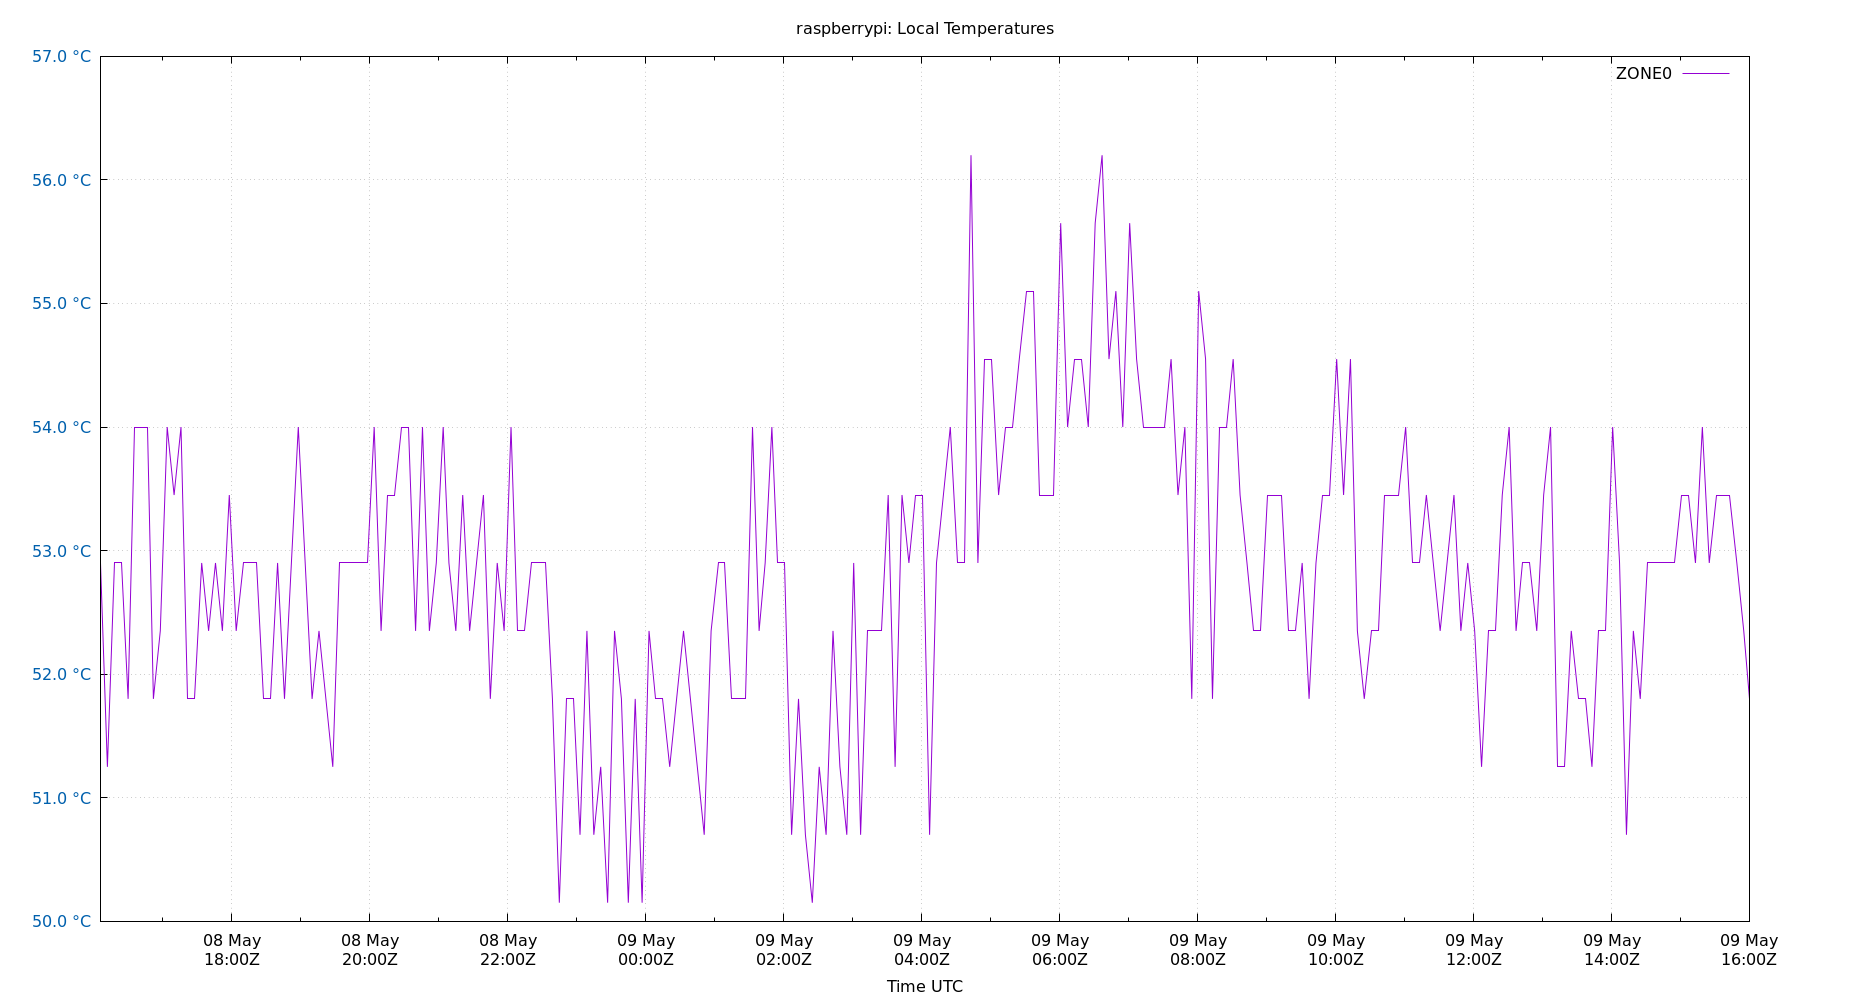 raspberrypi: Local Temperatures
57.0 °C
ZONE0
56.0 °C
55.0 °C
54.0 °C
53.0 °C
52.0 °C
51.0 °C
50.0 °C
08 May 08 May 08 May 09 May 09 May 09 May 09 May 09 May 09 May 09 May 09 May 09 May
18:00Z 20:00Z 22:00Z 00:00Z 02:00Z 04:00Z 06:00Z 08:00Z 10:00Z 12:00Z 14:00Z 16:00Z
Time UTC